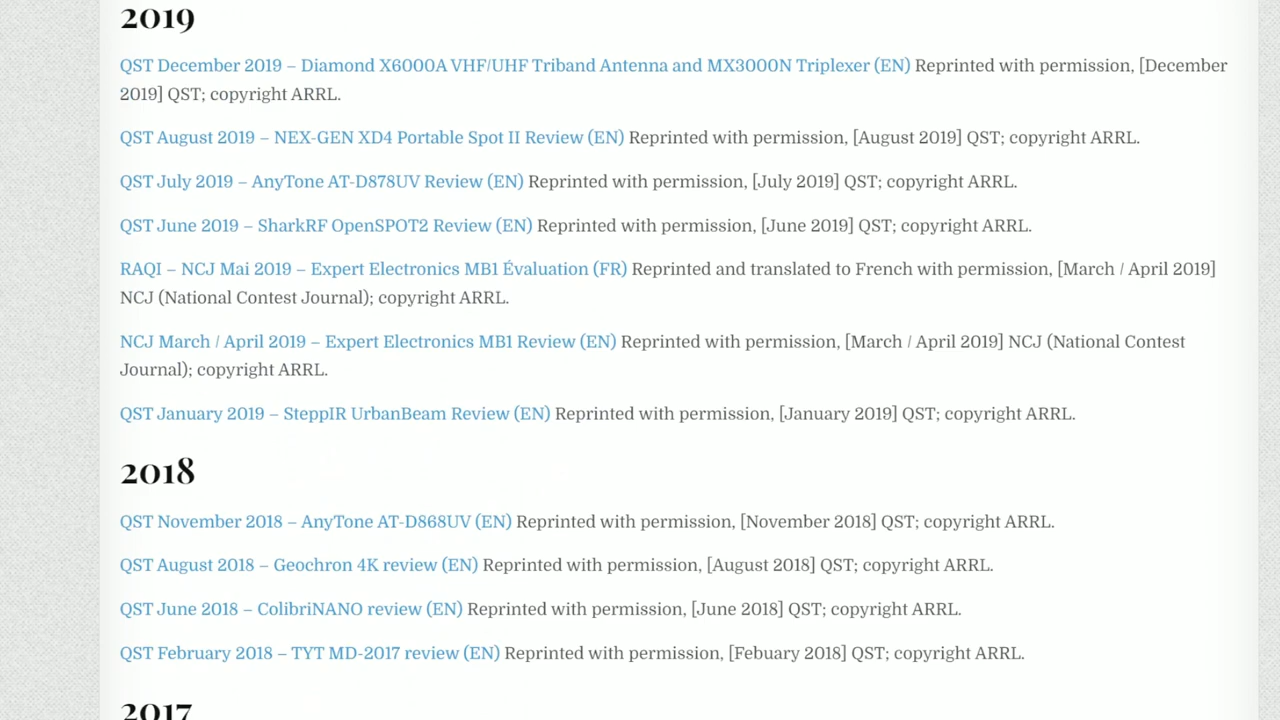 2019
QST December 2019 – Diamond X6000A VHF/UHF Triband Antenna and MX3000N Triplexer (EN) Reprinted with permission, [December
2019] QST; copyright ARRL.
QST August 2019 – NEX-GEN XD4 Portable Spot II Review (EN) Reprinted with permission, [August 2019] QST; copyright ARRL.
QST July 2019 – AnyTone AT-D878UV Review (EN) Reprinted with permission, [July 2019] QST; copyright ARRL.
QST June 2019 – SharkRF OpenSPOT2 Review (EN) Reprinted with permission, [June 2019] QST; copyright ARRL.
RAQI – NCJ Mai 2019 – Expert Electronics MB1 Évaluation (FR) Reprinted and translated to French with permission, [March / April 2019]
NCJ (National Contest Journal); copyright ARRL.
NCJ March / April 2019 – Expert Electronics MB1 Review (EN) Reprinted with permission, [March / April 2019] NCJ (National Contest
Journal); copyright ARRL.
QST January 2019 – SteppIR UrbanBeam Review (EN) Reprinted with permission, [January 2019] QST; copyright ARRL.
2018
QST November 2018 – AnyTone AT-D868UV (EN) Reprinted with permission, [November 2018] QST; copyright ARRL.
QST August 2018 – Geochron 4K review (EN) Reprinted with permission, [August 2018] QST; copyright ARRL.
QST June 2018 – ColibriNANO review (EN) Reprinted with permission, [June 2018] QST; copyright ARRL.
QST February 2018 – TYT MD-2017 review (EN) Reprinted with permission, [Febuary 2018] QST; copyright ARRL.
2017